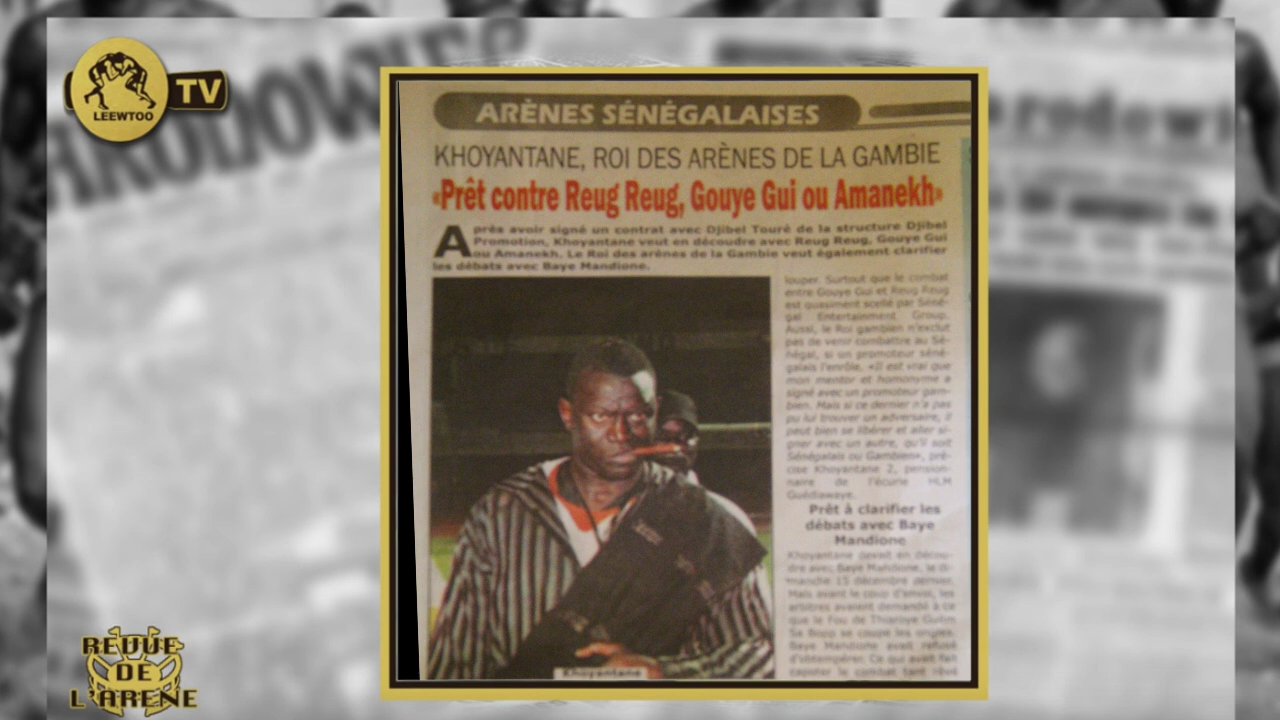 LEEWTOO
TV
ARÈNES SÉNÉGALAISES
KHOYANTANE, ROI DES ARÈNES DE LA GAMBIE
«Prêt contre Reug Reug, Gouye Gui ou Amanekh»
Après avoir signé un contrat avec Djibel Touré de la structure Djibel
Promotion, Khoyantane veut en découdre avec Reug Reug, Gouye Gui
ou Amanekh. Le Roi des arènes de la Gambie veut également clarifier
les débats avec Baye Mandione.
louper. Surtout que le combat
entre Gouye Gui et Reug Reug
est quasiment scellé par Séné-
gal Entertainment Group.
Aussi, le Roi gambien n'exclut
pas de venir combattre au Sé-
négal, si un promoteur séné-
galais l'enrôle. «Il est vrai que
mon mentor et homonyme a
signé avec un promoteur gam-
bien. Mais si ce dernier n'a pas
pu lui trouver un adversaire, il
peut bien se libérer et aller si-
gner avec un autre, qu'il soit
Sénégalais ou Gambien», pré-
cise Khoyantane 2, pension-
naire de l'écurie HLM
Guédiawaye.
Prêt à clarifier les
débats avec Baye
Mandione
Khoyantane devait en décou-
dre avec Baye Mandione, le di-
manche 15 décembre dernier.
Mais avant le coup d'envoi, les
arbitres avaient demandé à ce
que le Fou de Thiaroye Guinn
Se Bopp se coupe les ongles.
Baye Mandione avait refusé
d'obtempérer. Ce qui avait fait
capoter le combat tant rêvé
Khoyantane
REVUE
DE
L'ARENE